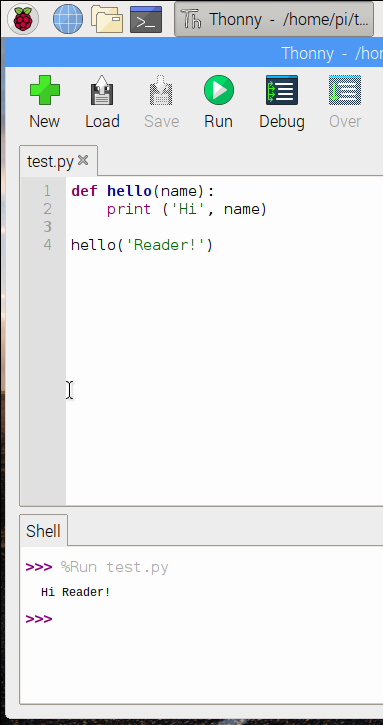 Thonny - /home/pi/t...
Thonny - /hor
New Load Save Run Debug Over
test.py
1 def hello(name):
2     print ('Hi', name)
3
4 hello('Reader!')
Shell
>>> %Run test.py
Hi Reader!
>>>